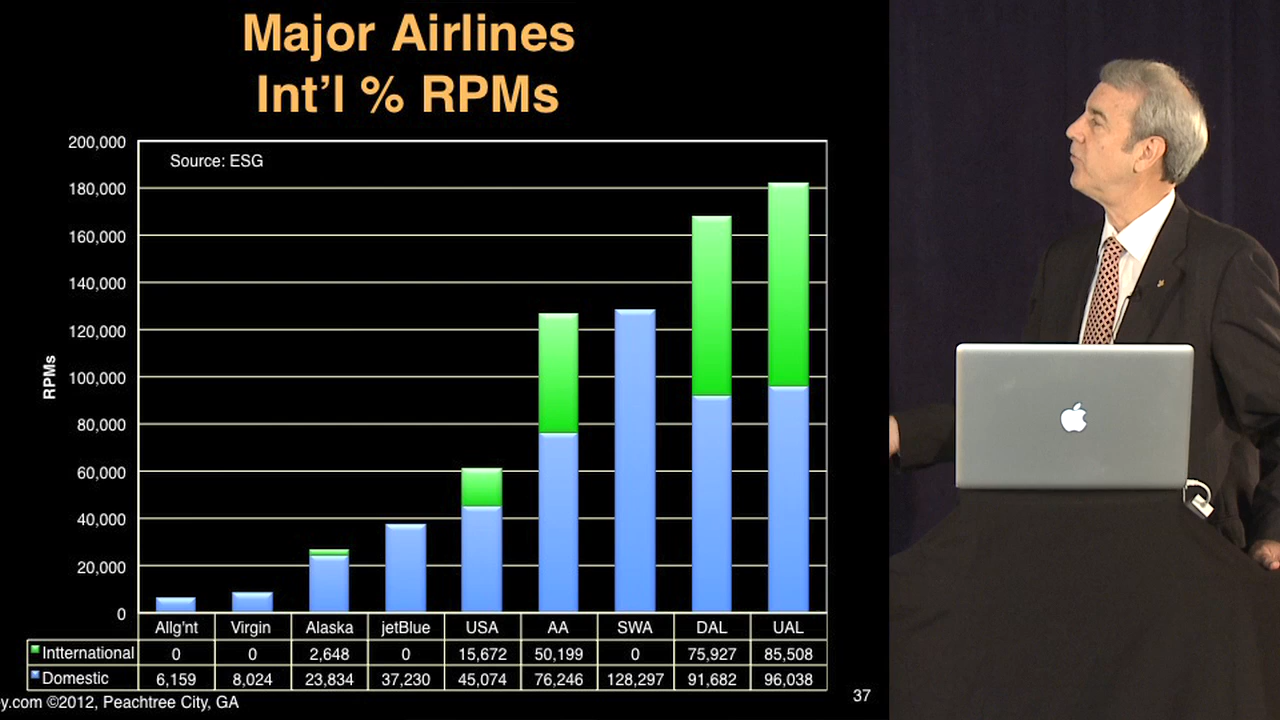 Major Airlines
Int'l % RPMs
200,000
Source: ESG
180,000
160,000
140,000
120,000
100,000
80,000
60,000
40,000
20,000
0
RPMs
Allg'nt Virgin Alaska jetBlue USA AA SWA DAL UAL
Intternational 0 0 2,648 0 15,672 50,199 0 75,927 85,508
Domestic 6,159 8,024 23,834 37,230 45,074 76,246 128,297 91,682 96,038
y.com ©2012, Peachtree City, GA
37